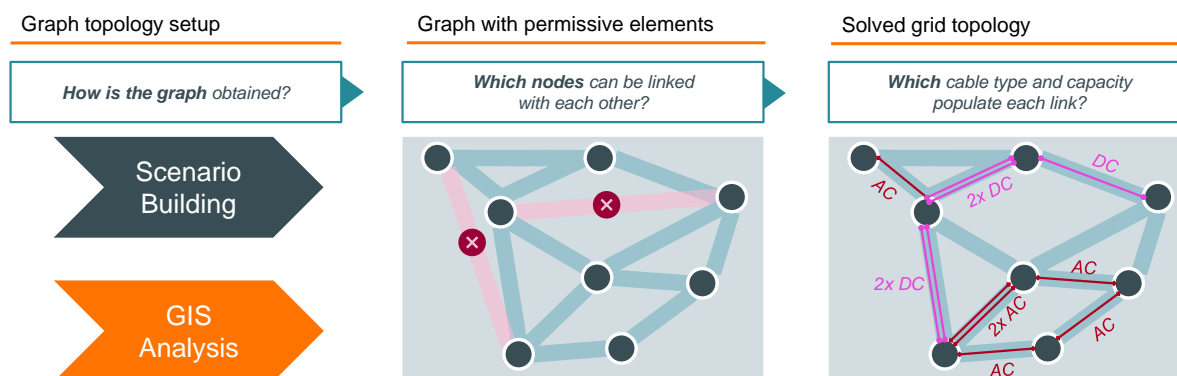 Graph topology setup
How is the graph obtained?
Scenario
Building
GIS
Analysis
Graph with permissive elements
Which nodes can be linked
with each other?
Solved grid topology
Which cable type and capacity
populate each link?
AC
2x DC
DC
2x DC
AC
2x AC
AC
AC